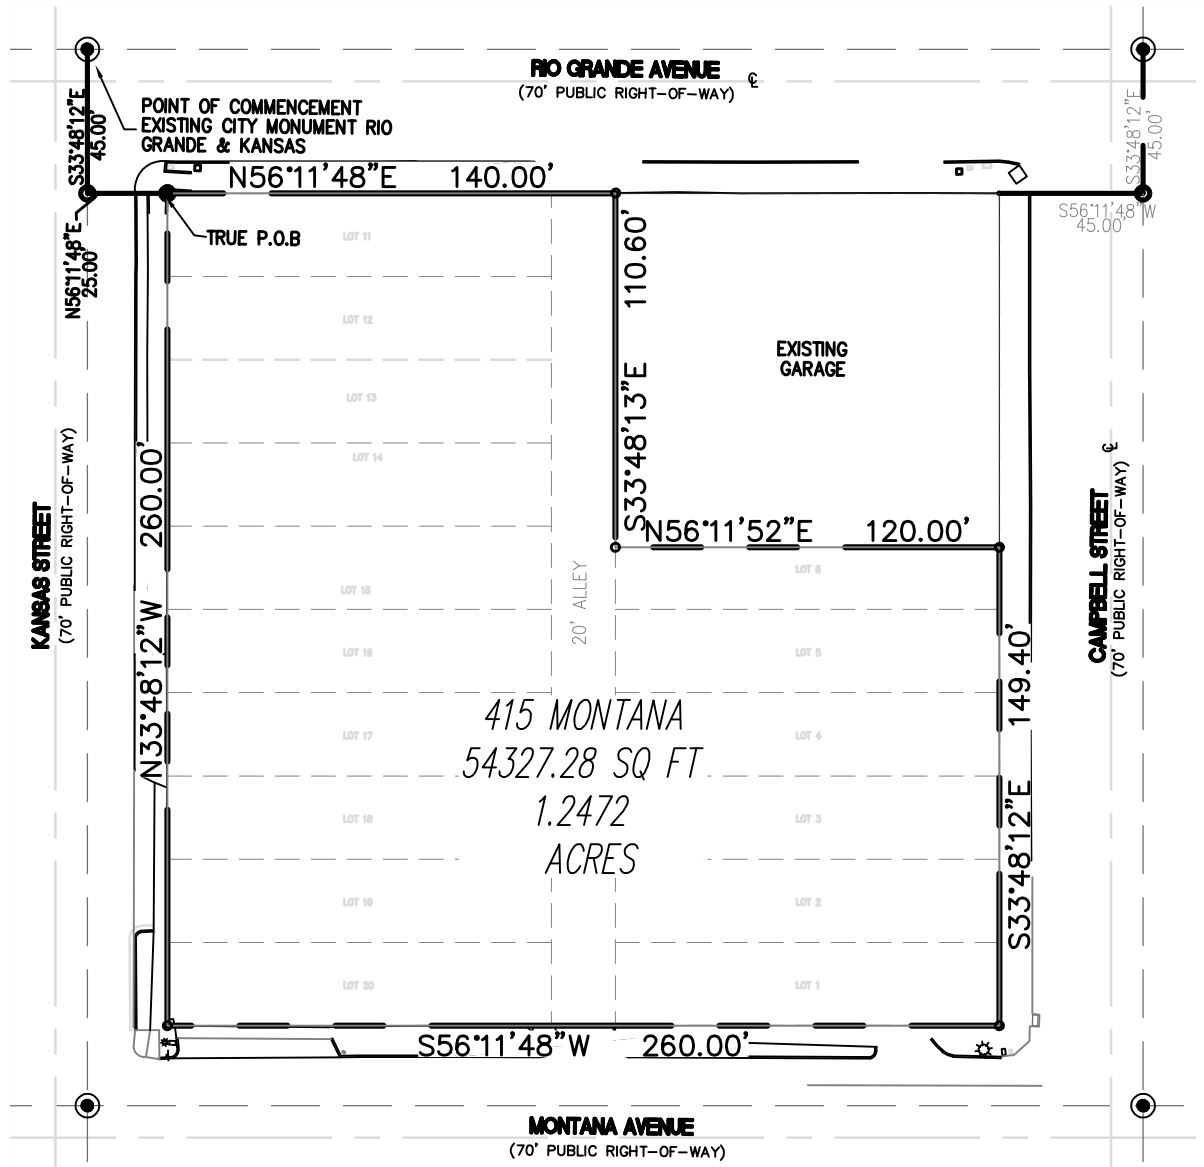 RIO GRANDE AVENUE ℄
(70' PUBLIC RIGHT-OF-WAY)
POINT OF COMMENCEMENT
EXISTING CITY MONUMENT RIO
GRANDE & KANSAS
S33°48'12"E
45.00'
S33°48'12"E
45.00'
N56°11'48"E 140.00'
S56°11'48"W
45.00'
N56°11'48"E
25.00'
TRUE P.O.B
LOT 11
110.60'
S33°48'13"E
LOT 12
EXISTING
GARAGE
LOT 13
LOT 14
260.00'
N33°48'12"W
KANSAS STREET
(70' PUBLIC RIGHT-OF-WAY)
CAMPBELL STREET ℄
(70' PUBLIC RIGHT-OF-WAY)
N56°11'52"E 120.00'
LOT 6
LOT 15
20' ALLEY
LOT 16
LOT 5
149.40'
S33°48'12"E
415 MONTANA
54327.28 SQ FT
1.2472
ACRES
LOT 17
LOT 4
LOT 18
LOT 3
LOT 19
LOT 2
LOT 20
LOT 1
S56°11'48"W 260.00'
MONTANA AVENUE
(70' PUBLIC RIGHT-OF-WAY)